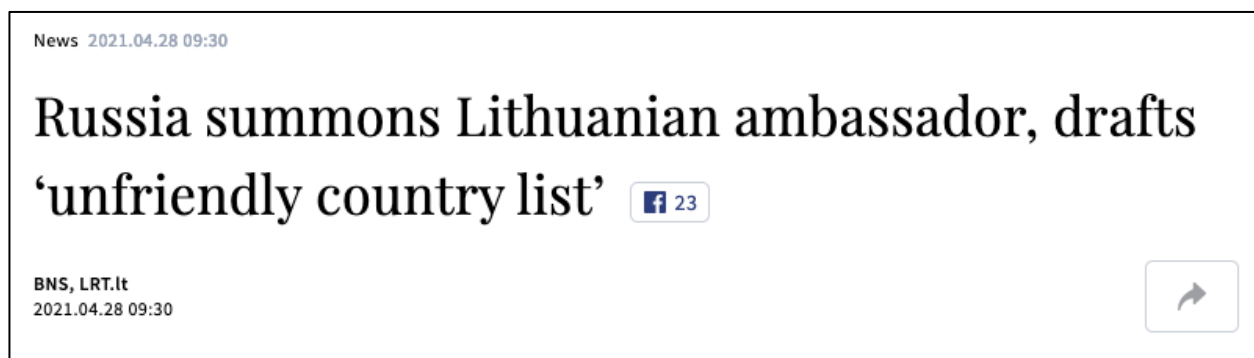 News 2021.04.28 09:30
Russia summons Lithuanian ambassador, drafts
‘unfriendly country list’ 23
BNS, LRT.lt
2021.04.28 09:30